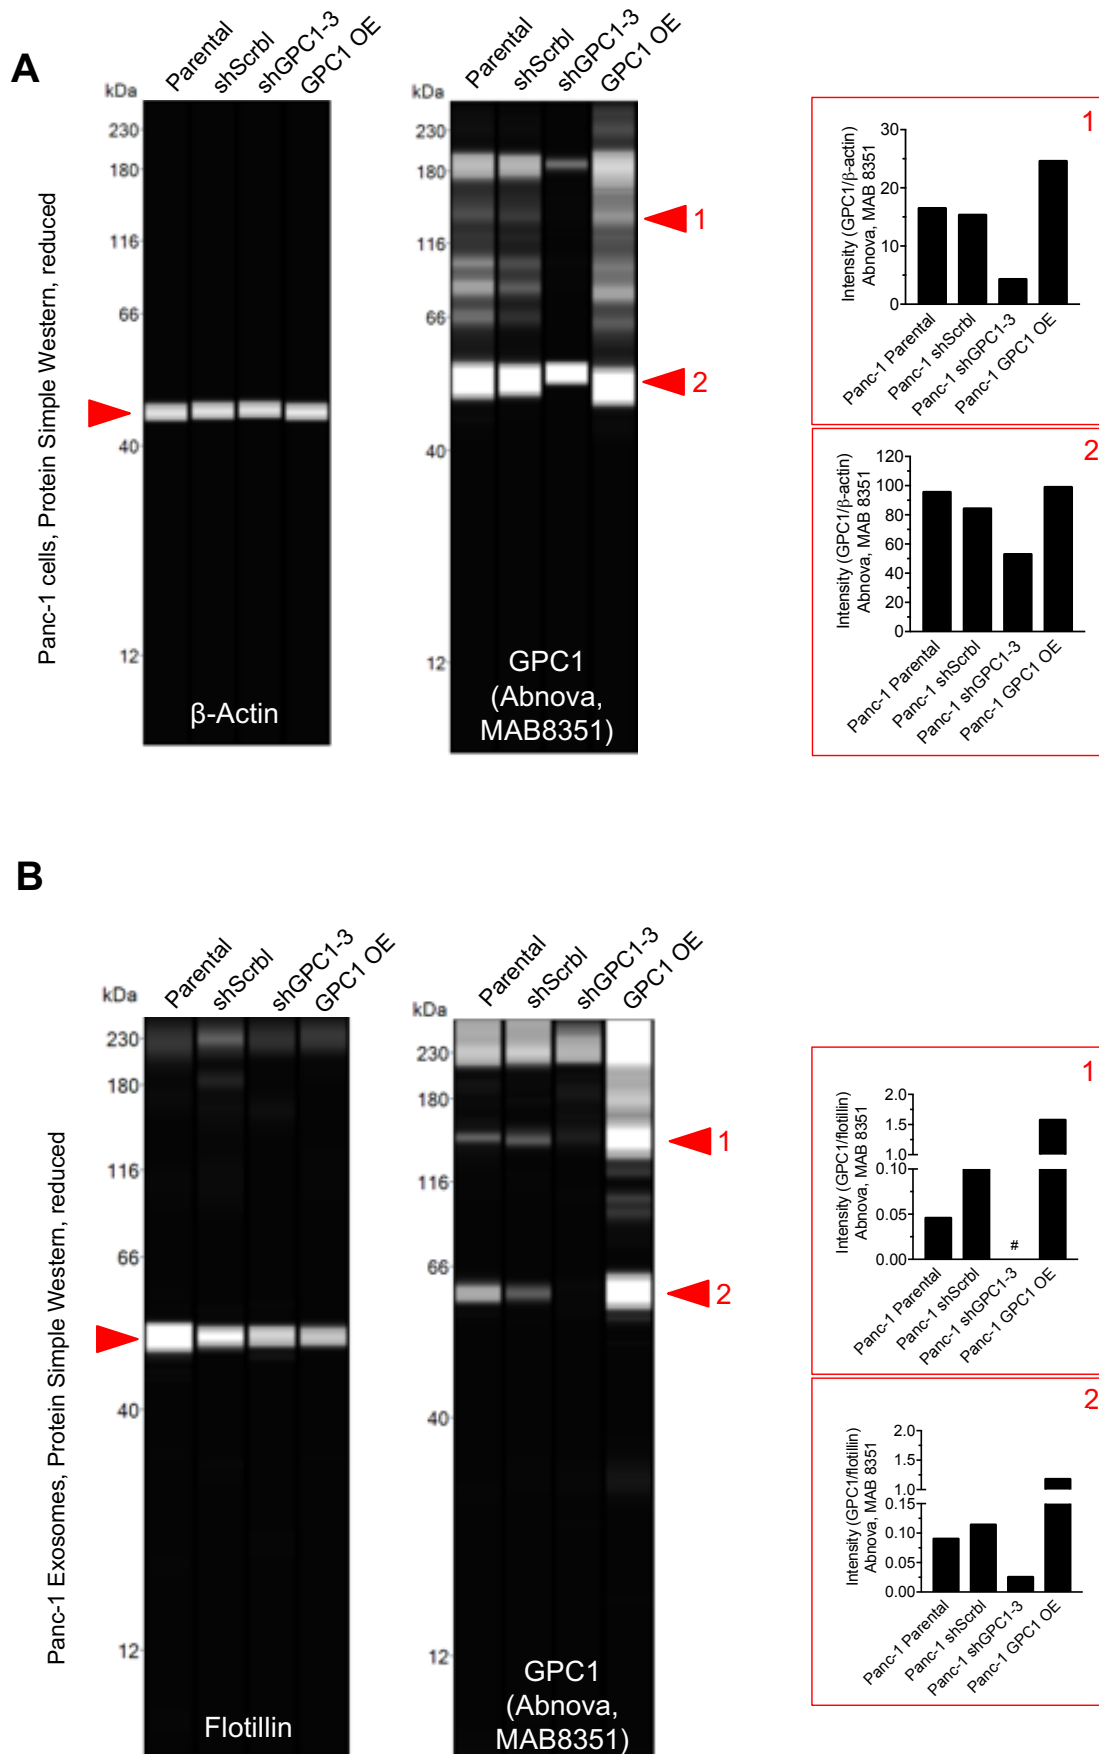 A
Parental
shScrbl
shGPC1-3
GPC1 OE
kDa
230
180
116
66
40
12
β-Actin
Panc-1 cells, Protein Simple Western, reduced
Parental
shScrbl
shGPC1-3
GPC1 OE
kDa
230
180
116
66
40
12
1
2
GPC1
(Abnova,
MAB8351)
1
Intensity (GPC1/β-actin)
Abnova, MAB 8351
30
20
10
0
Panc-1 Parental
Panc-1 shScrbl
Panc-1 shGPC1-3
Panc-1 GPC1 OE
2
Intensity (GPC1/β-actin)
Abnova, MAB 8351
120
100
80
60
40
20
0
Panc-1 Parental
Panc-1 shScrbl
Panc-1 shGPC1-3
Panc-1 GPC1 OE
B
Parental
shScrbl
shGPC1-3
GPC1 OE
kDa
230
180
116
66
40
12
Flotillin
Panc-1 Exosomes, Protein Simple Western, reduced
Parental
shScrbl
shGPC1-3
GPC1 OE
kDa
230
180
116
66
40
12
1
2
GPC1
(Abnova,
MAB8351)
1
Intensity (GPC1/flotillin)
Abnova, MAB 8351
2.0
1.5
1.0
0.10
0.05
0.00
#
Panc-1 Parental
Panc-1 shScrbl
Panc-1 shGPC1-3
Panc-1 GPC1 OE
2
Intensity (GPC1/flotillin)
Abnova, MAB 8351
2.0
1.5
1.0
0.15
0.10
0.05
0.00
Panc-1 Parental
Panc-1 shScrbl
Panc-1 shGPC1-3
Panc-1 GPC1 OE